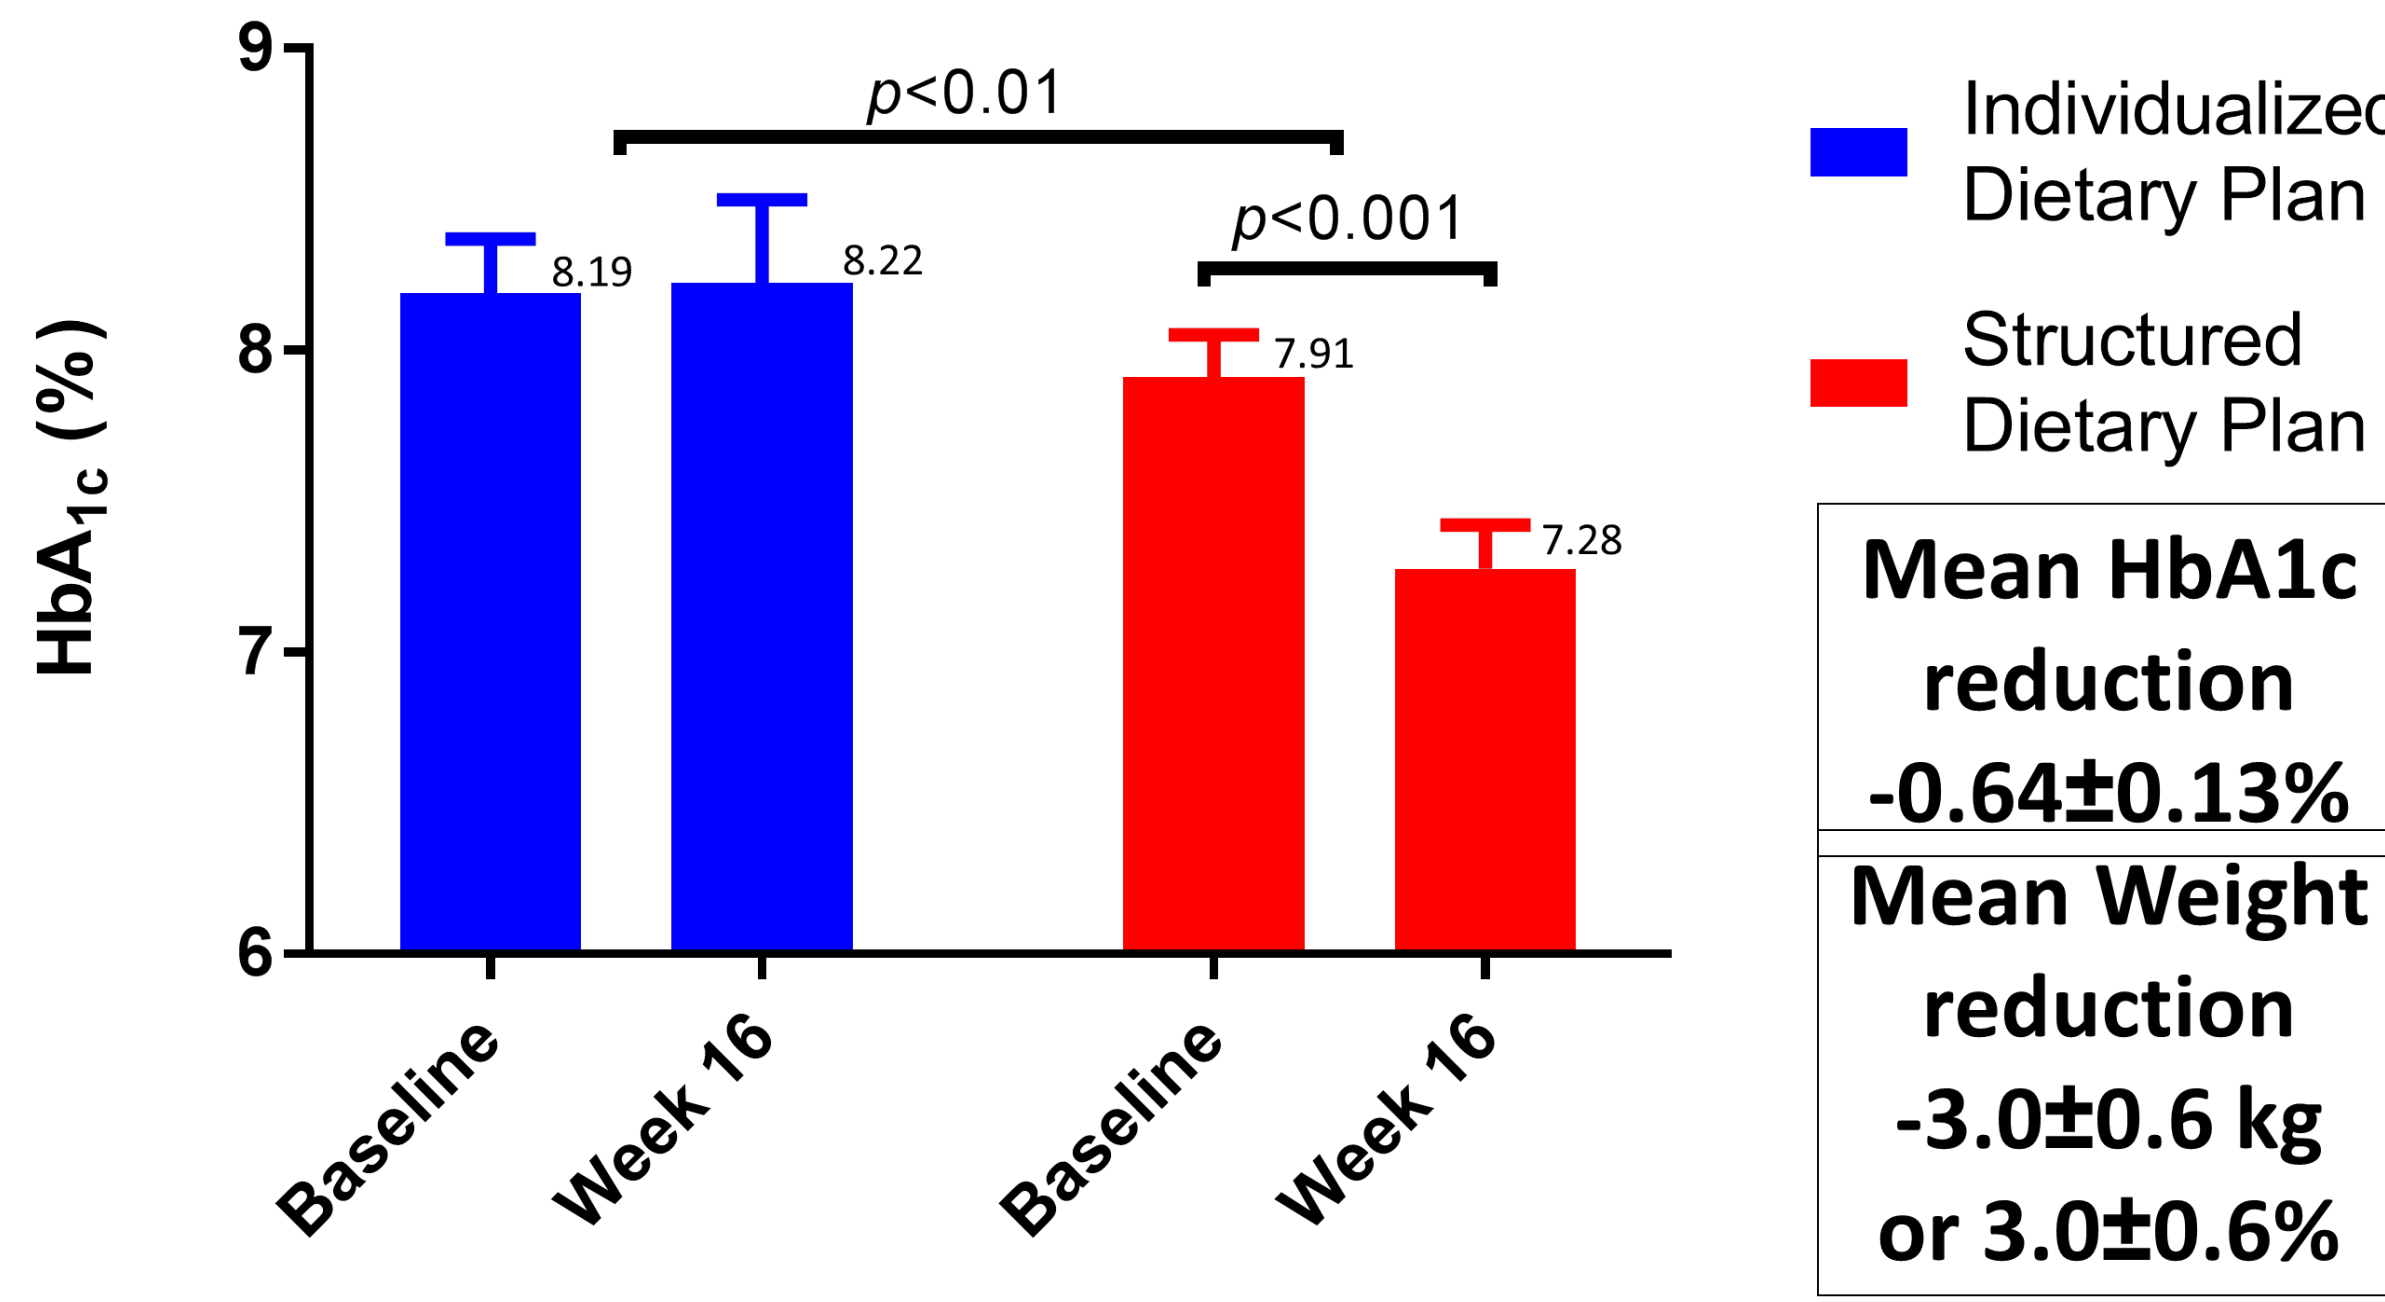 9
8
7
6
HbA1c (%)
p<0.01
p<0.001
8.19
8.22
7.91
7.28
Baseline
Week 16
Baseline
Week 16
Individualized
Dietary Plan
Structured
Dietary Plan
Mean HbA1c
reduction
-0.64±0.13%
Mean Weight
reduction
-3.0±0.6 kg
or 3.0±0.6%